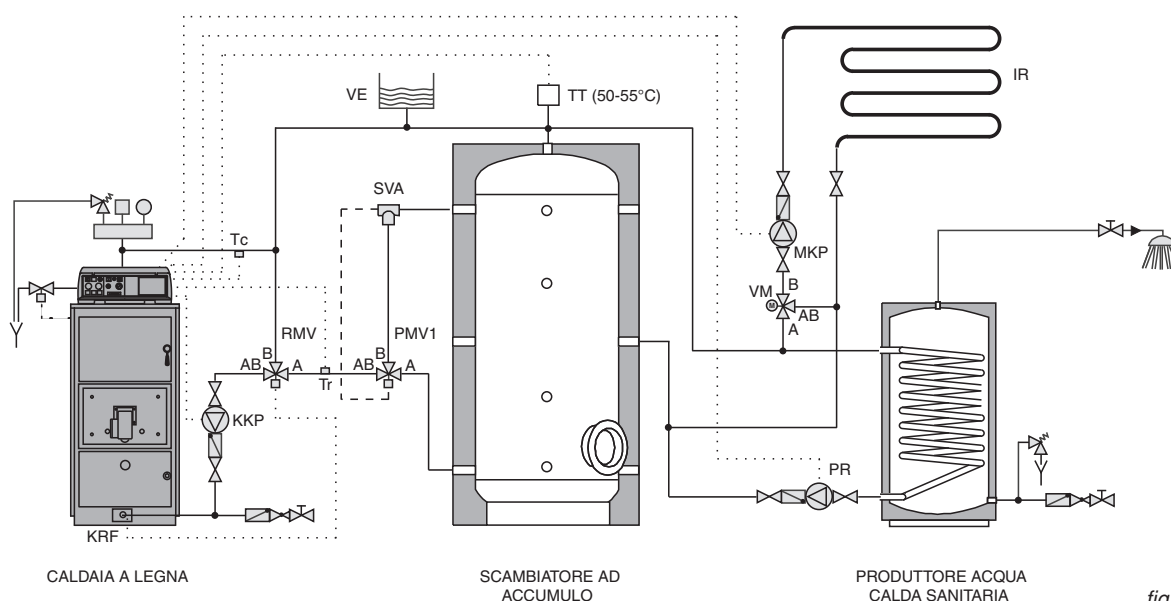 VE
TT (50-55°C)
IR
SVA
Tc
MKP
B
VM
M
AB
A
RMV
PMV1
B
B
AB
A
AB
A
Tr
KKP
PR
KRF
CALDAIA A LEGNA
SCAMBIATORE AD
ACCUMULO
PRODUTTORE ACQUA
CALDA SANITARIA
fig